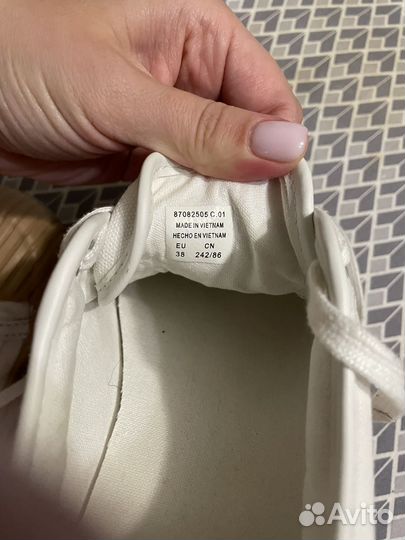 87082505 C.01
MADE IN VIETNAM
HECHO EN VIETNAM
EU CN
38 242/86
Avito